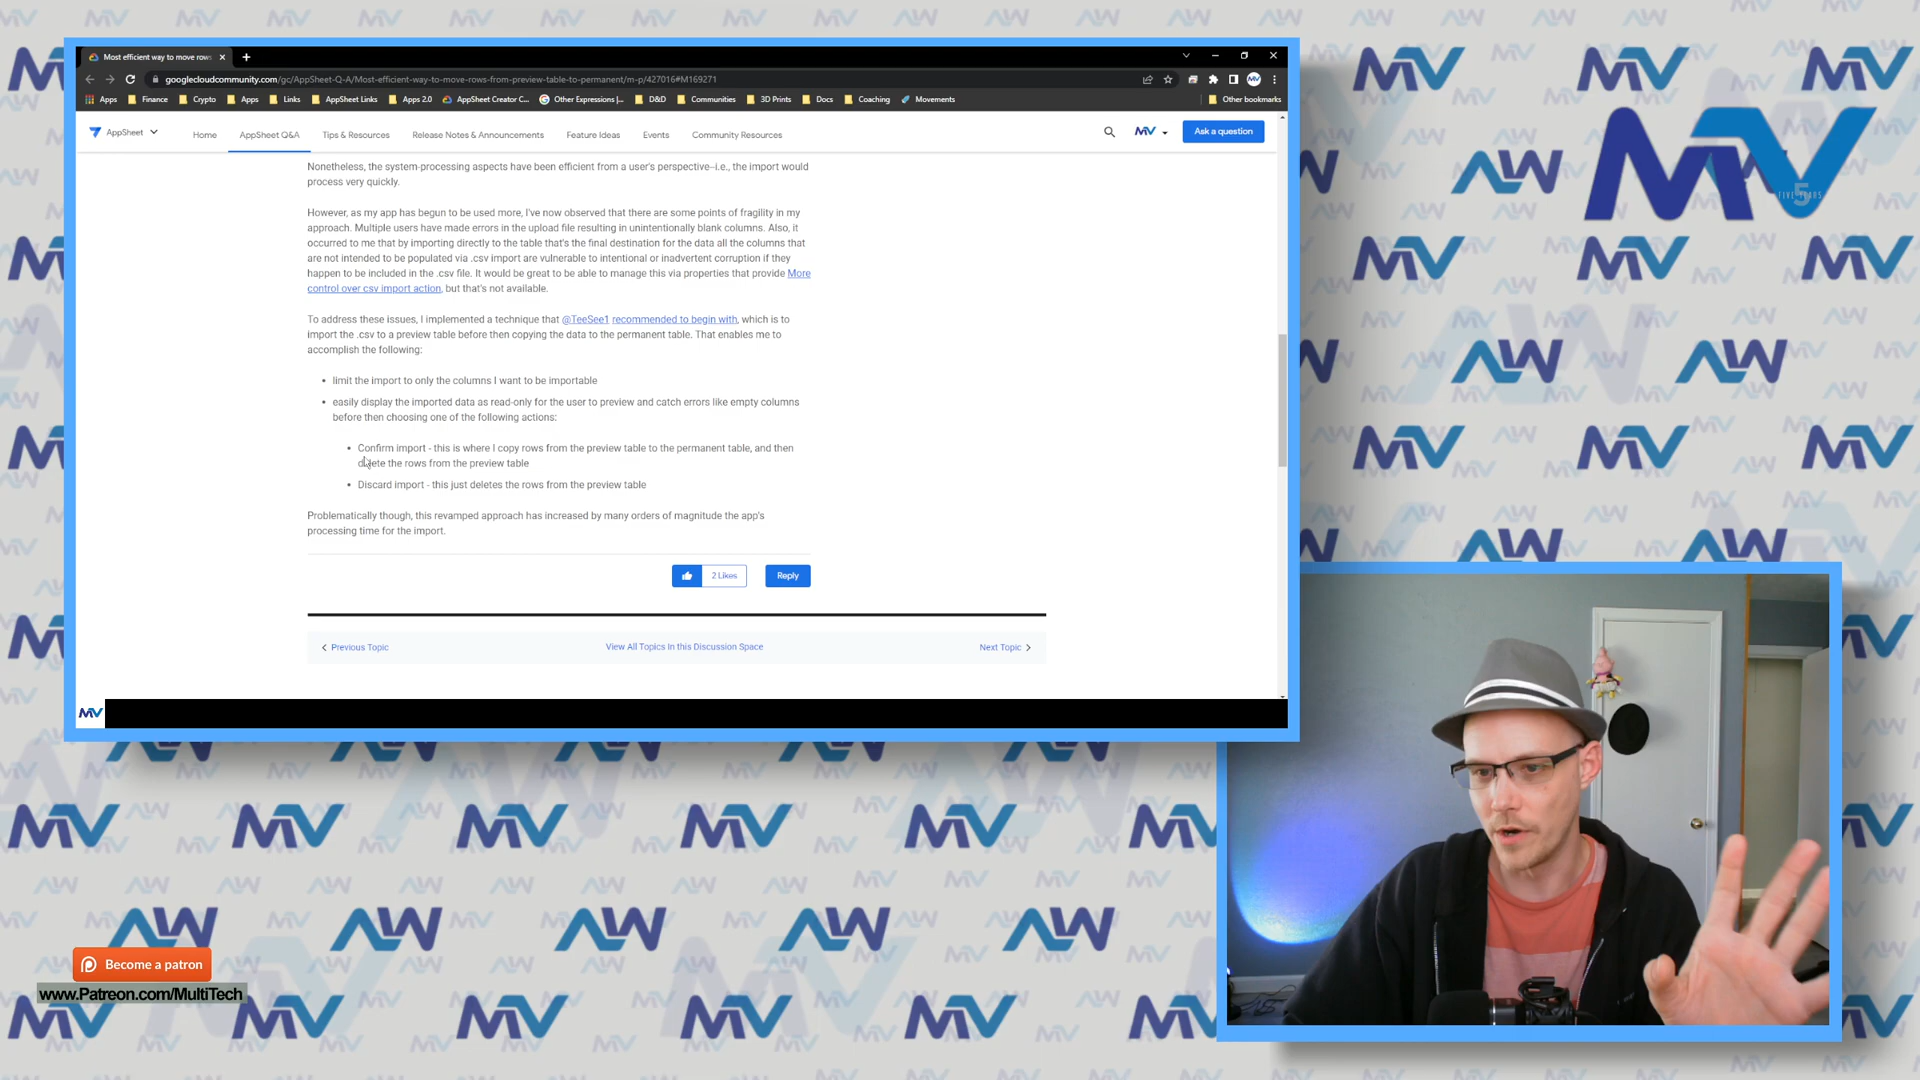 Most efficient way to move rows
googlecloudcommunity.com/gc/AppSheet-Q-A/Most-efficient-way-to-move-rows-from-preview-table-to-permanent/m-p/427016#M169271
Apps Finance Crypto Apps Links AppSheet Links Apps 2.0 AppSheet Creator C... Other Expressions |... D&D Communities 3D Prints Docs Coaching Movements Other bookmarks
AppSheet Home AppSheet Q&A Tips & Resources Release Notes & Announcements Feature Ideas Events Community Resources MV Ask a question
Nonetheless, the system-processing aspects have been efficient from a user's perspective–i.e., the import would
process very quickly.
However, as my app has begun to be used more, I've now observed that there are some points of fragility in my
approach. Multiple users have made errors in the upload file resulting in unintentionally blank columns. Also, it
occurred to me that by importing directly to the table that's the final destination for the data all the columns that
are not intended to be populated via .csv import are vulnerable to intentional or inadvertent corruption if they
happen to be included in the .csv file. It would be great to be able to manage this via properties that provide More
control over csv import action, but that's not available.
To address these issues, I implemented a technique that @TeeSee1 recommended to begin with, which is to
import the .csv to a preview table before then copying the data to the permanent table. That enables me to
accomplish the following:
• limit the import to only the columns I want to be importable
• easily display the imported data as read-only for the user to preview and catch errors like empty columns
before then choosing one of the following actions:
• Confirm import - this is where I copy rows from the preview table to the permanent table, and then
delete the rows from the preview table
• Discard import - this just deletes the rows from the preview table
Problematically though, this revamped approach has increased by many orders of magnitude the app's
processing time for the import.
2 Likes Reply
Previous Topic View All Topics In this Discussion Space Next Topic
MV
MV
FIVE YEARS
5
Become a patron
www.Patreon.com/MultiTech